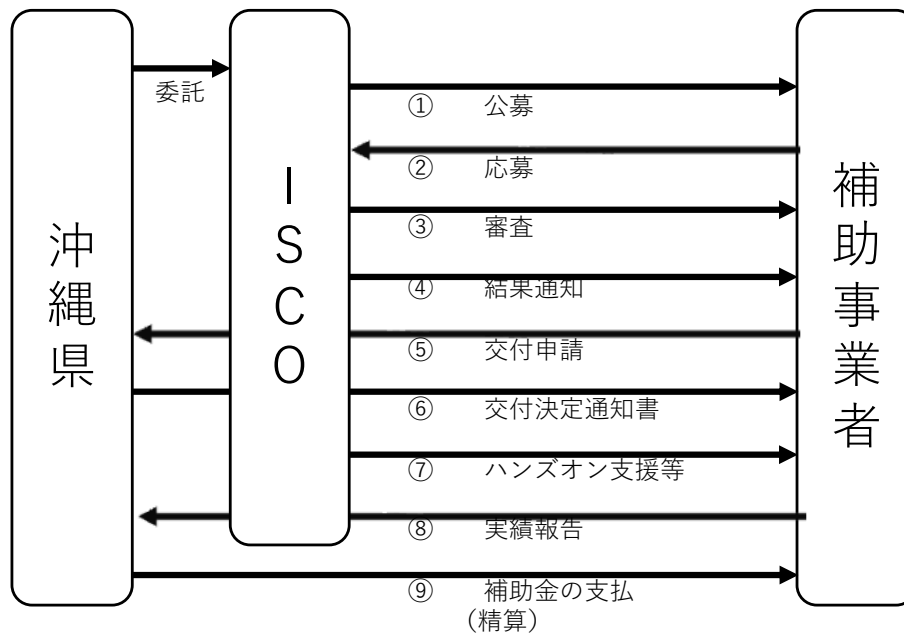 委託
① 公募
② 応募
③ 審査
④ 結果通知
⑤ 交付申請
⑥ 交付決定通知書
⑦ ハンズオン支援等
⑧ 実績報告
⑨ 補助金の支払
（精算）
沖縄県
ISCO
補助事業者